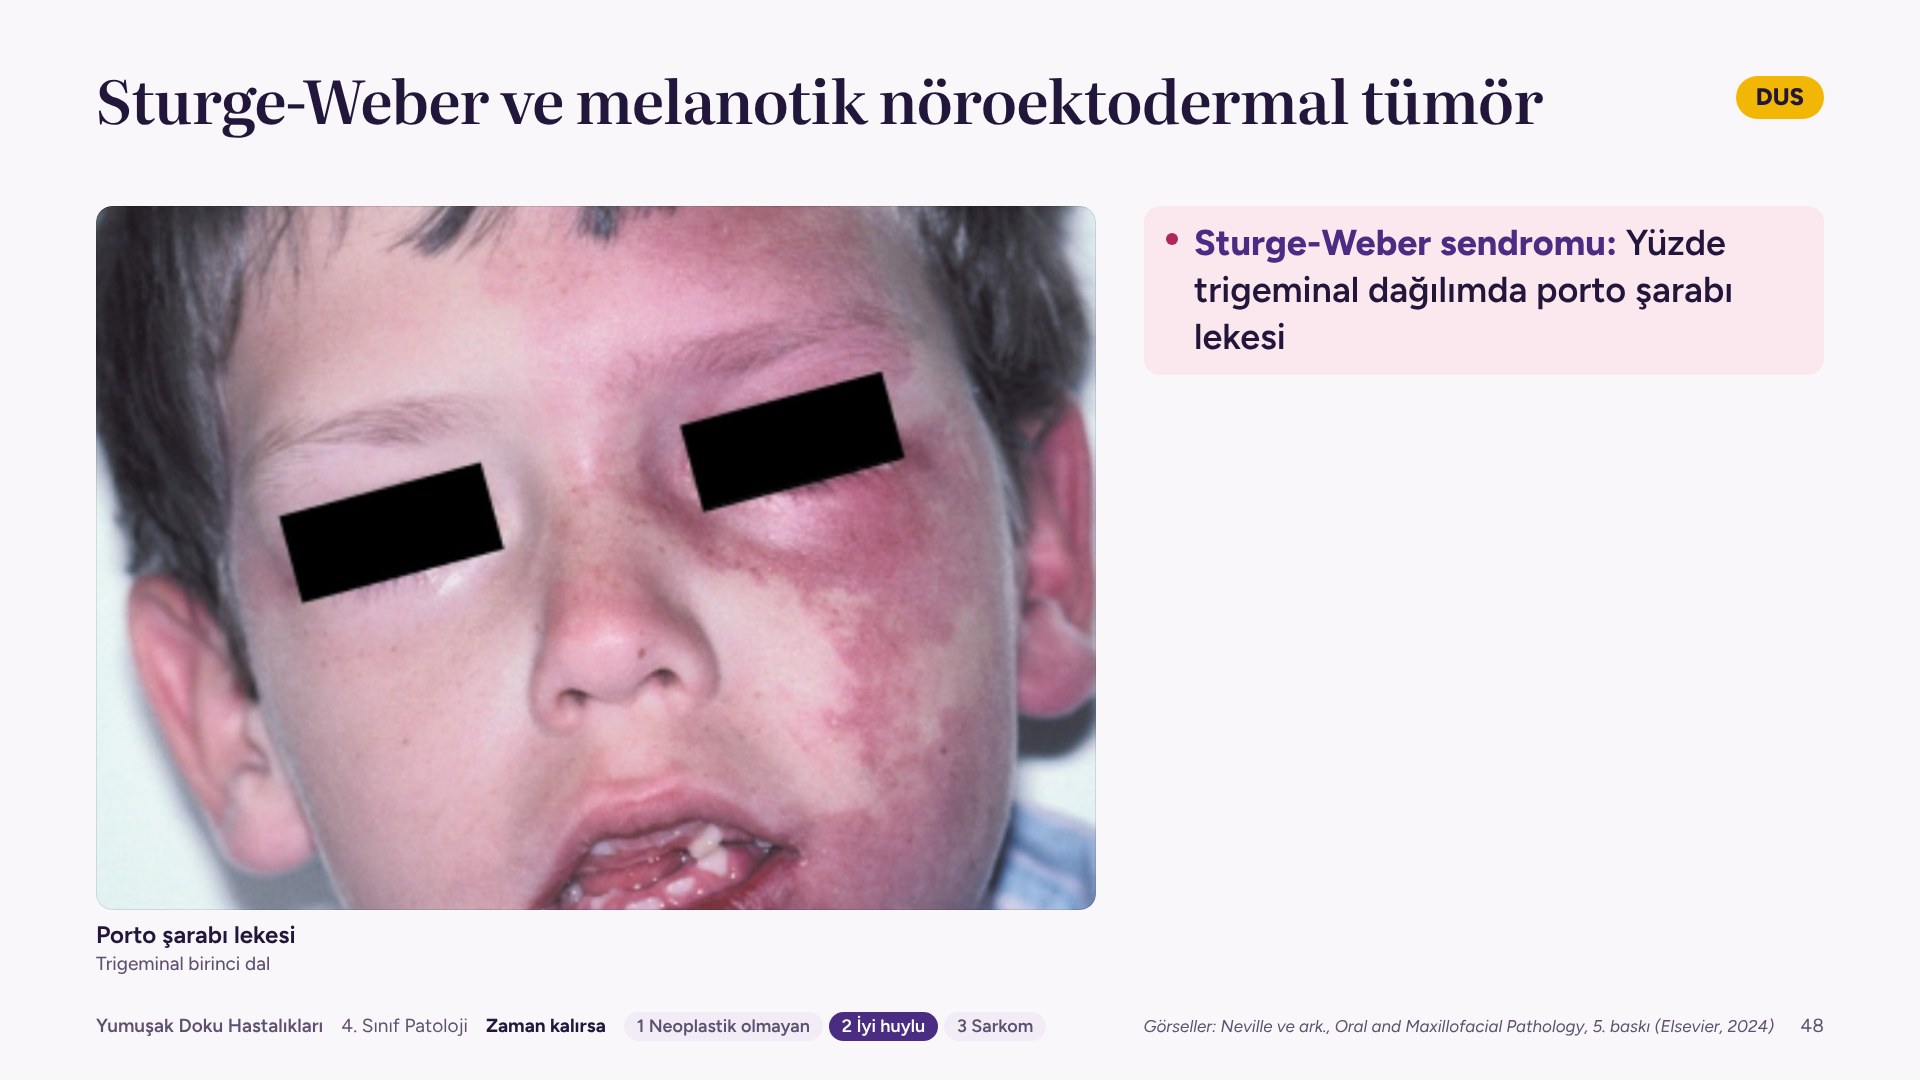 Sturge-Weber ve melanotik nöroektodermal tümör
DUS
• Sturge-Weber sendromu: Yüzde
trigeminal dağılımda porto şarabı
lekesi
Porto şarabı lekesi
Trigeminal birinci dal
Yumuşak Doku Hastalıkları 4. Sınıf Patoloji Zaman kalırsa 1 Neoplastik olmayan 2 İyi huylu 3 Sarkom Görseller: Neville ve ark., Oral and Maxillofacial Pathology, 5. baskı (Elsevier, 2024) 48